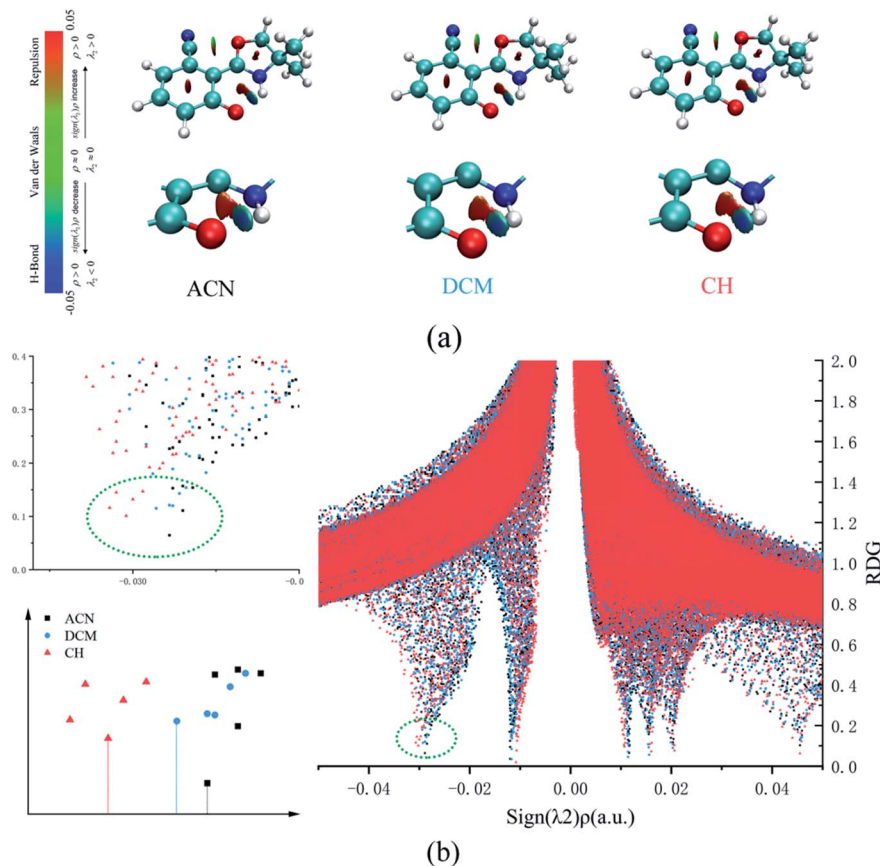 0.05
Repulsion
ρ > 0
λ₂ > 0
sign(λ₂)ρ increase
Van der Waals
ρ ≈ 0
λ₂ ≈ 0
sign(λ₂)ρ decrease
H-Bond
ρ > 0
λ₂ < 0
-0.05
ACN DCM CH
(a)
0.4
0.3
0.2
0.1
0.0
-0.030 -0.0
ACN
DCM
CH
2.0
1.8
1.6
1.4
1.2
1.0
0.8
0.6
0.4
0.2
0.0
RDG
-0.04 -0.02 0.00 0.02 0.04
Sign(λ2)ρ(a.u.)
(b)